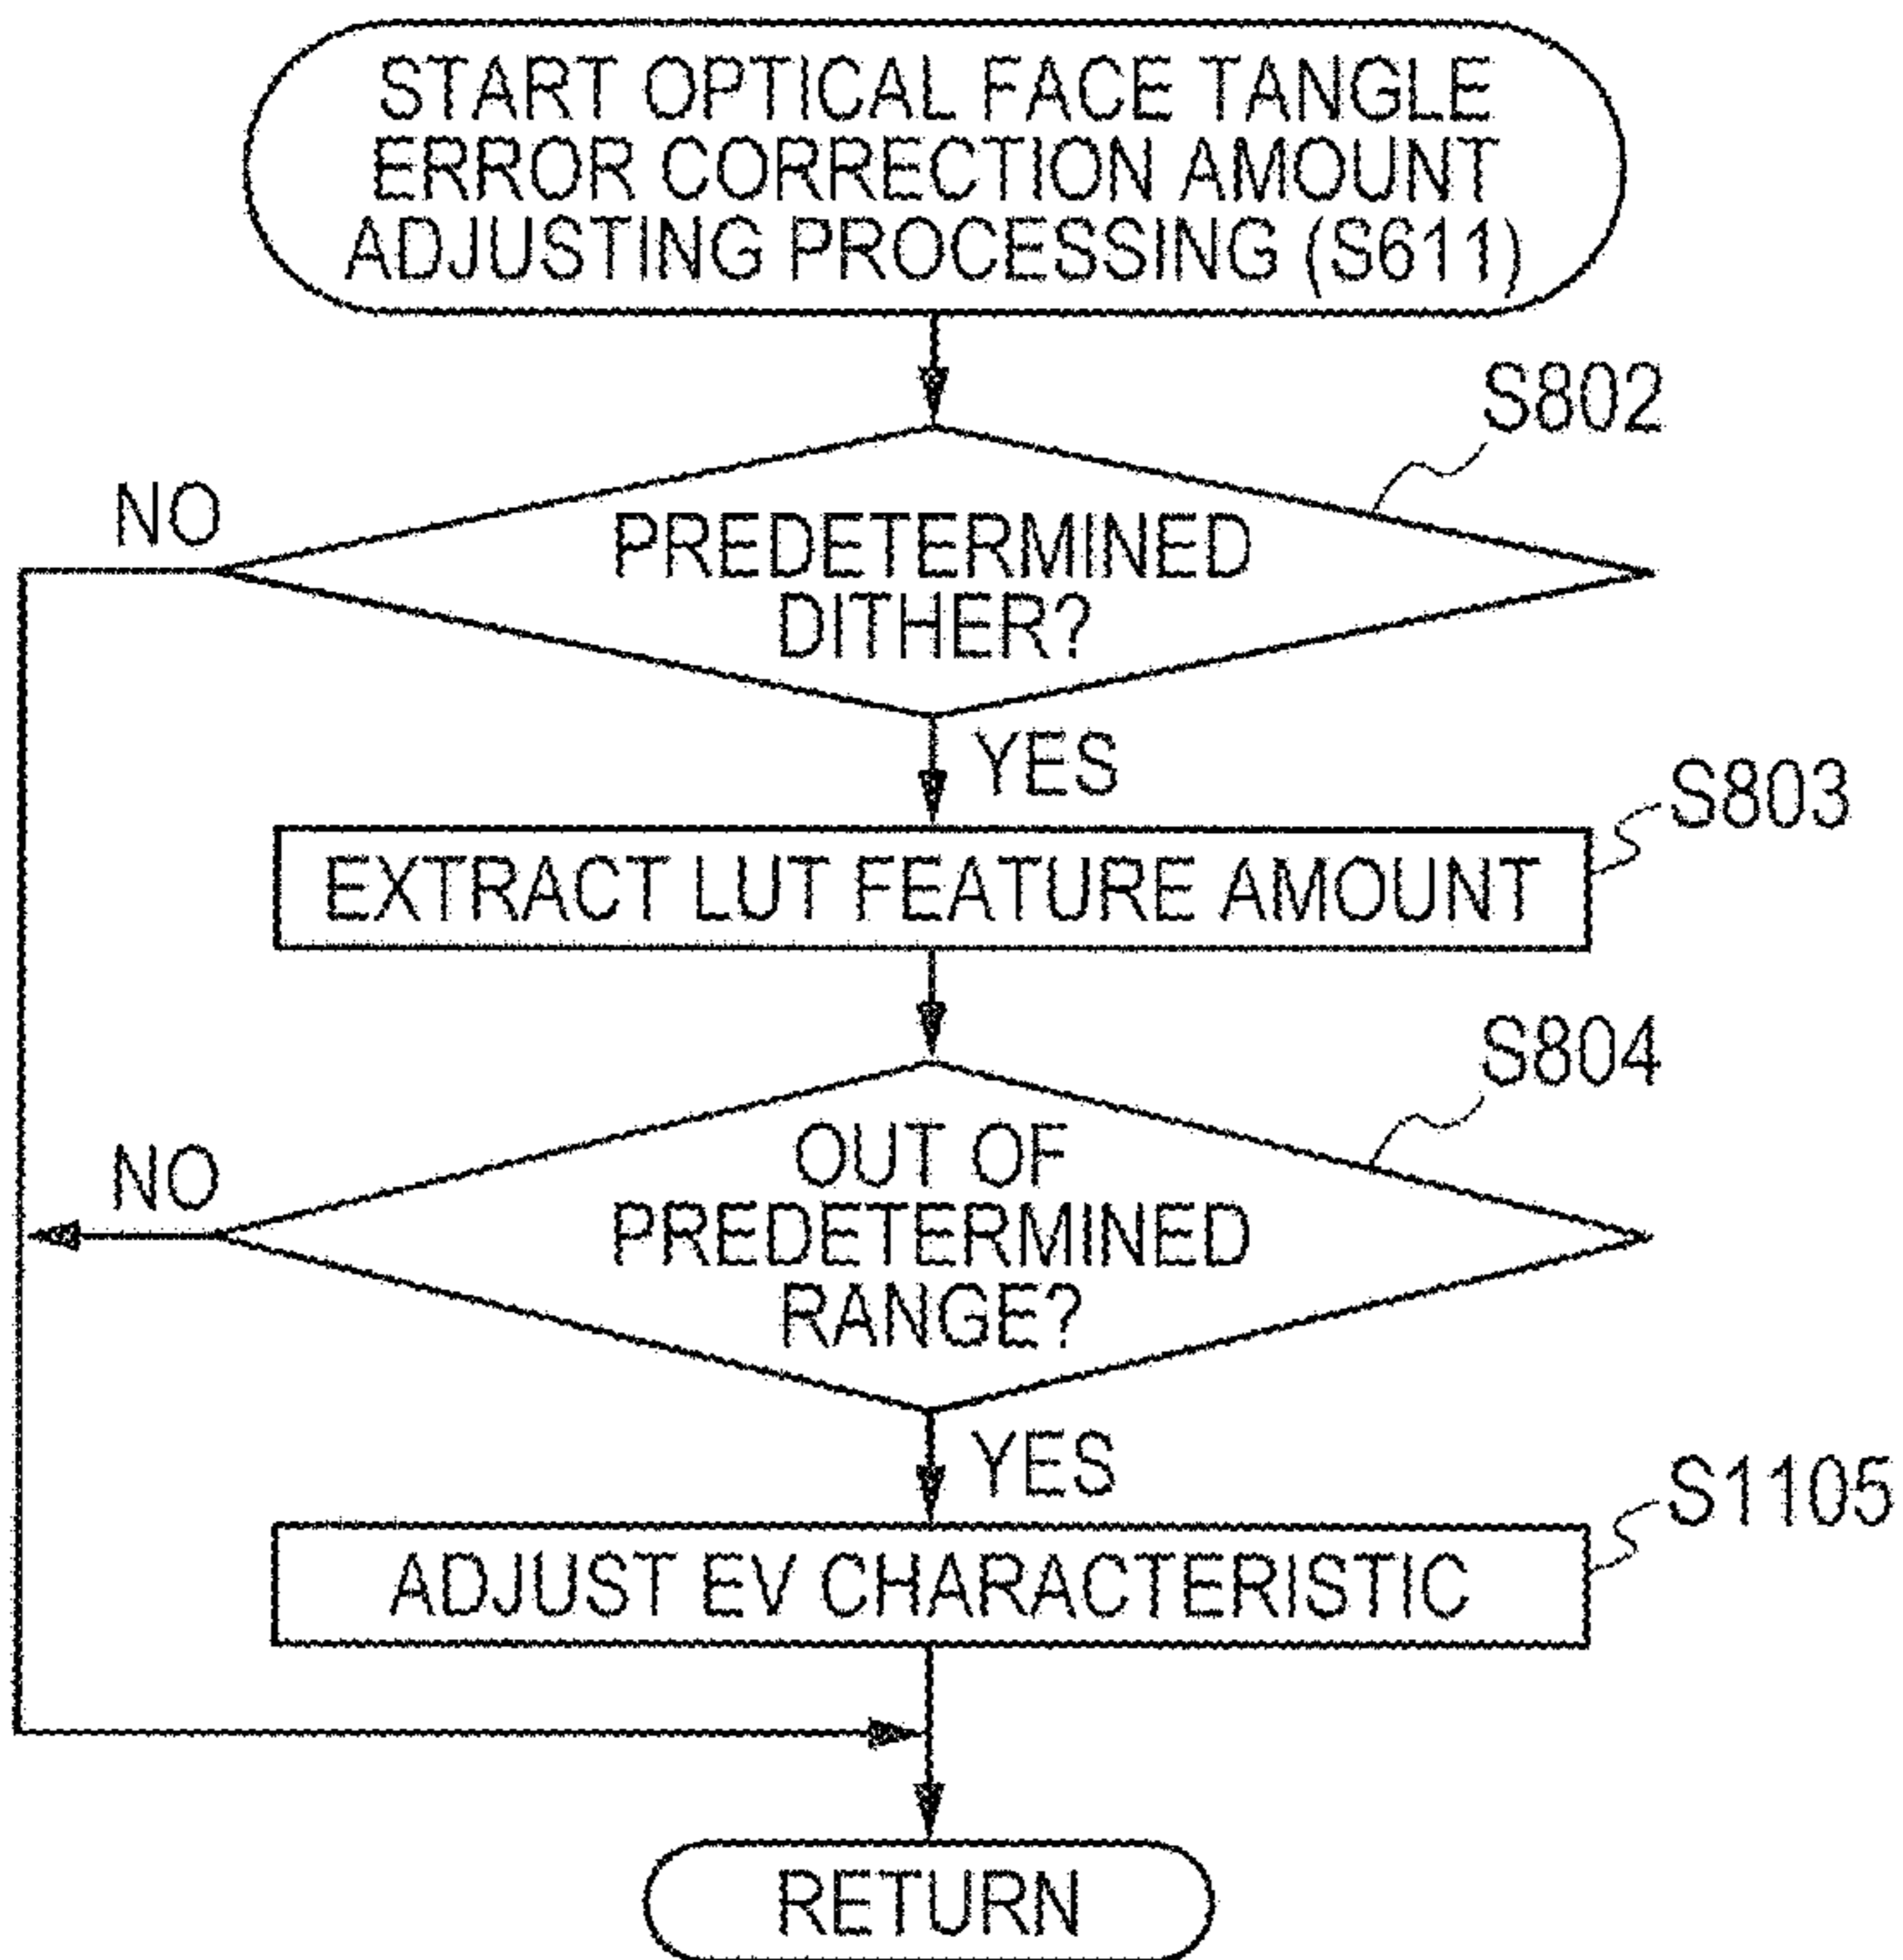 START OPTICAL FACE TANGLE
ERROR CORRECTION AMOUNT
ADJUSTING PROCESSING (S611)
S802
NO
PREDETERMINED
DITHER?
YES
S803
EXTRACT LUT FEATURE AMOUNT
S804
NO
OUT OF
PREDETERMINED
RANGE?
YES
S1105
ADJUST EV CHARACTERISTIC
RETURN